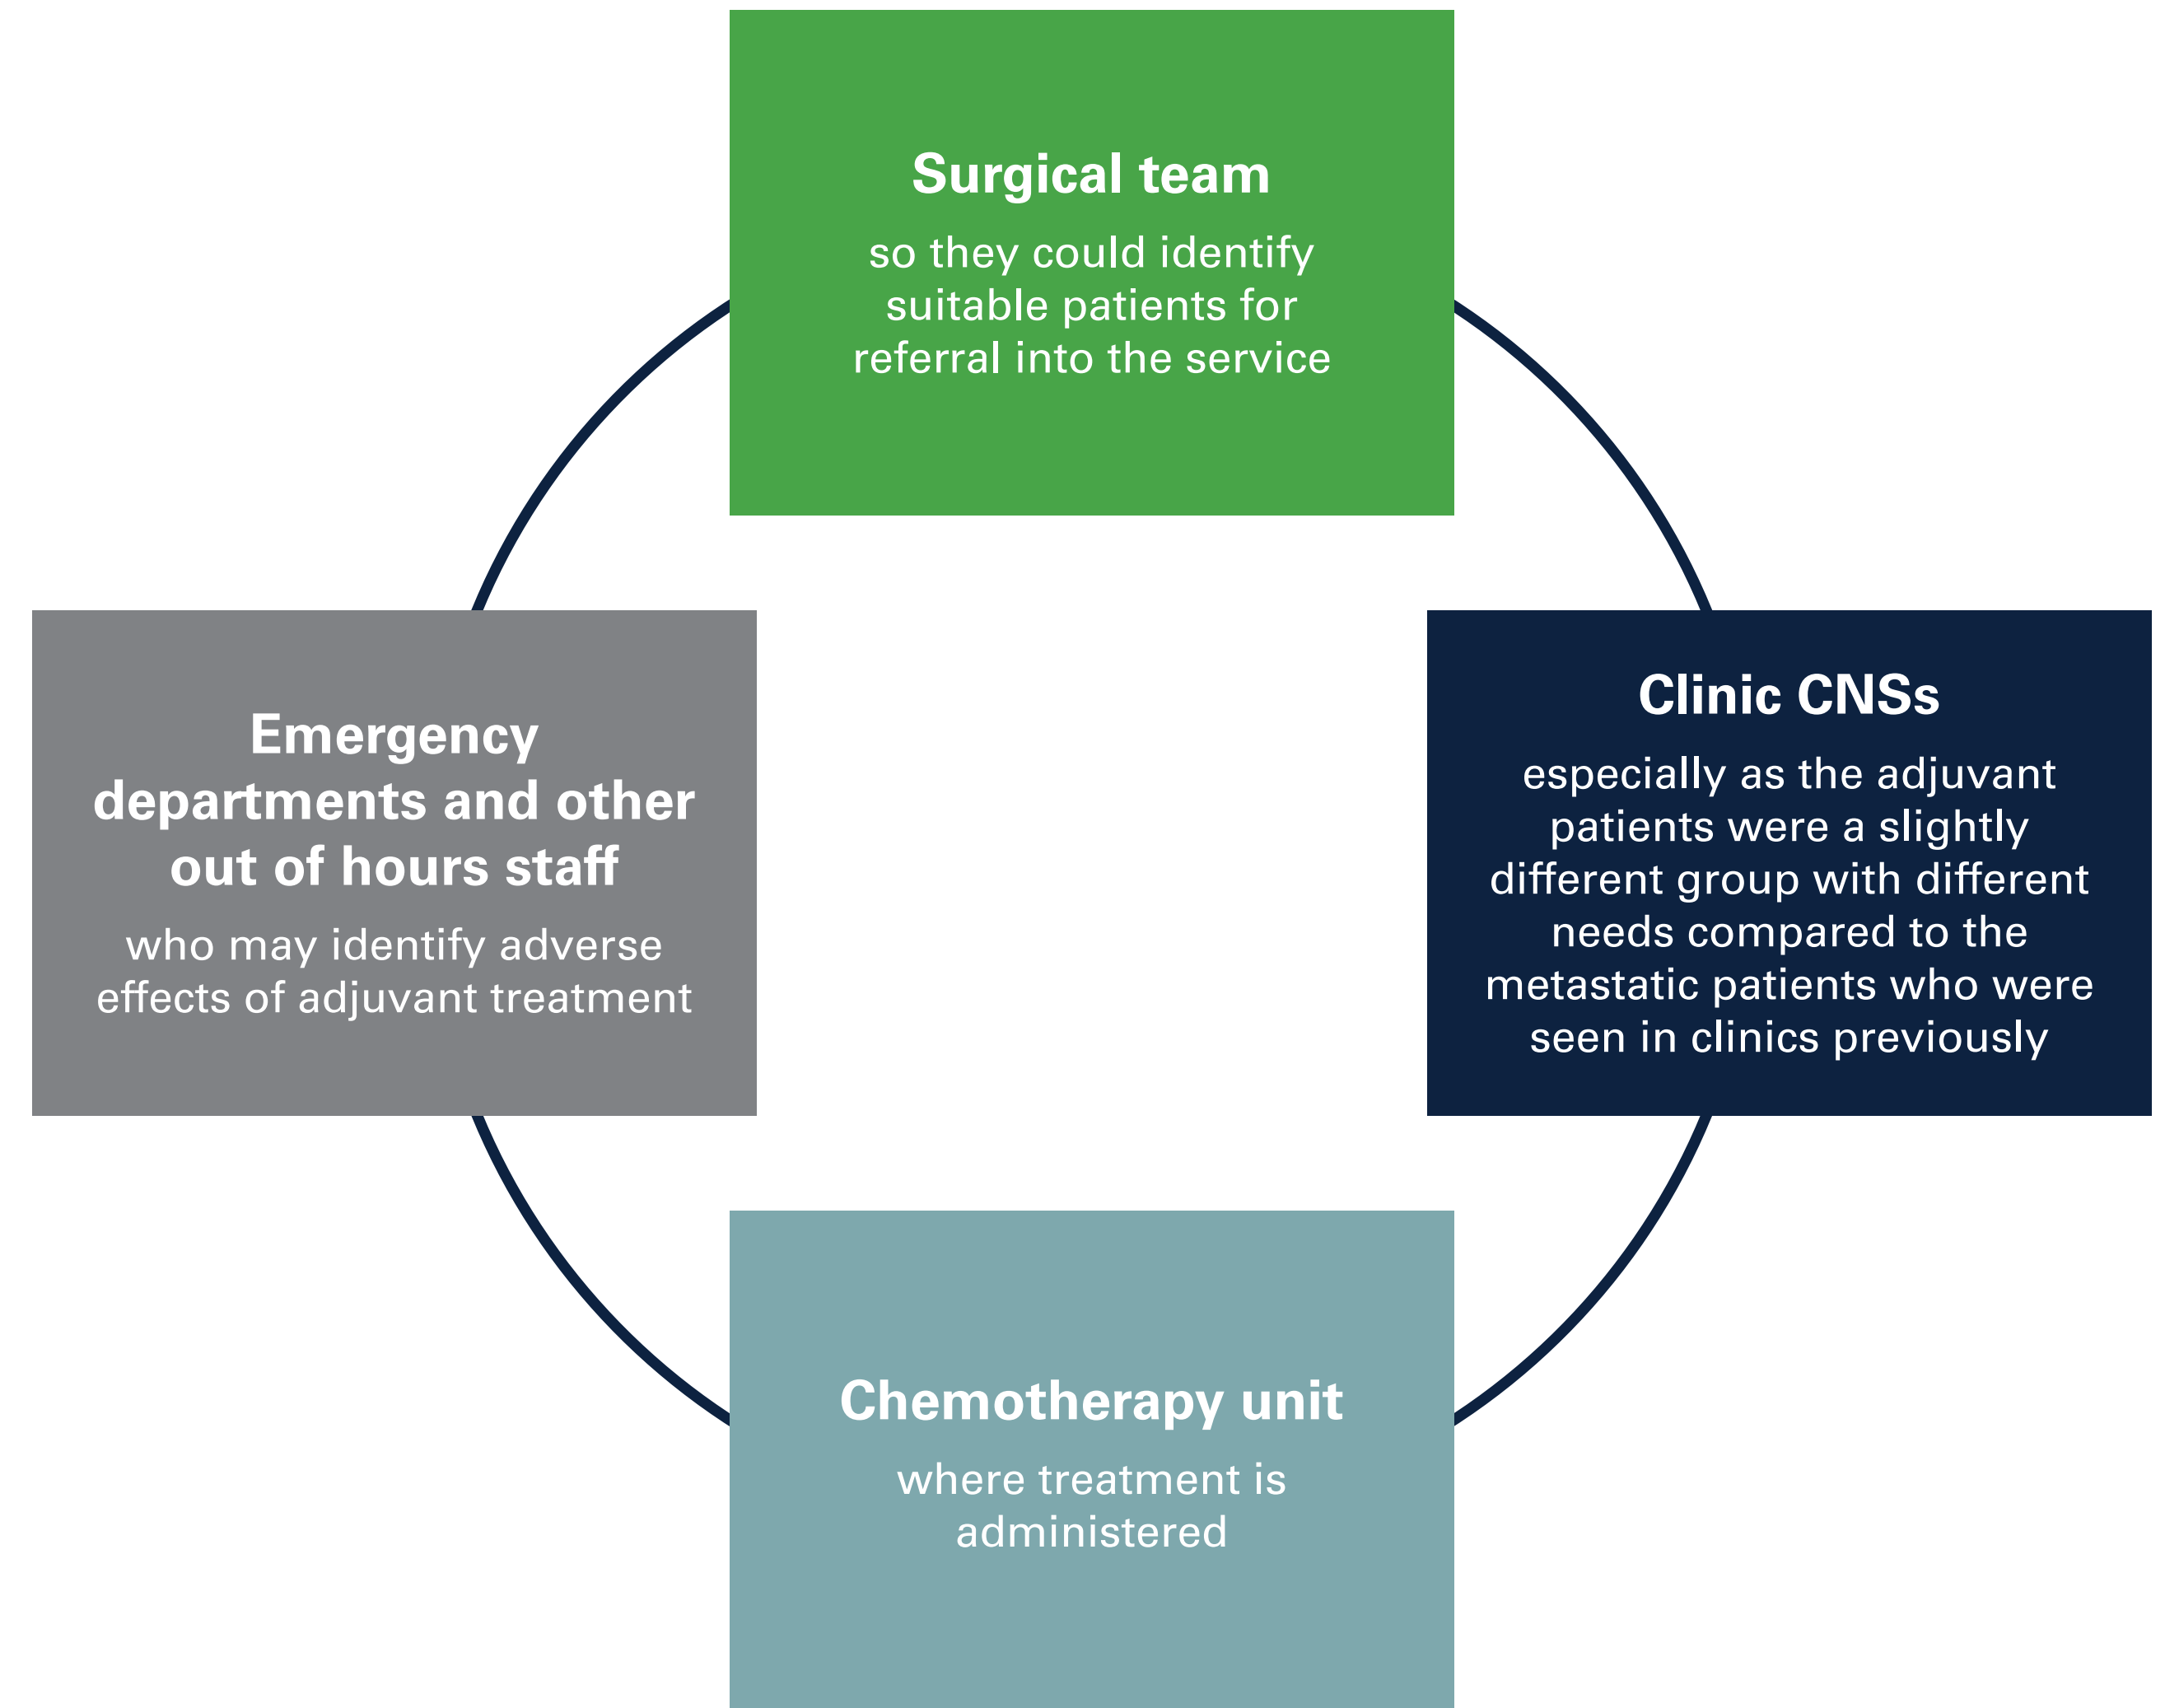 Surgical team
so they could identify
suitable patients for
referral into the service
Emergency
departments and other
out of hours staff
who may identify adverse
effects of adjuvant treatment
Clinic CNSs
especially as the adjuvant
patients were a slightly
different group with different
needs compared to the
metastatic patients who were
seen in clinics previously
Chemotherapy unit
where treatment is
administered